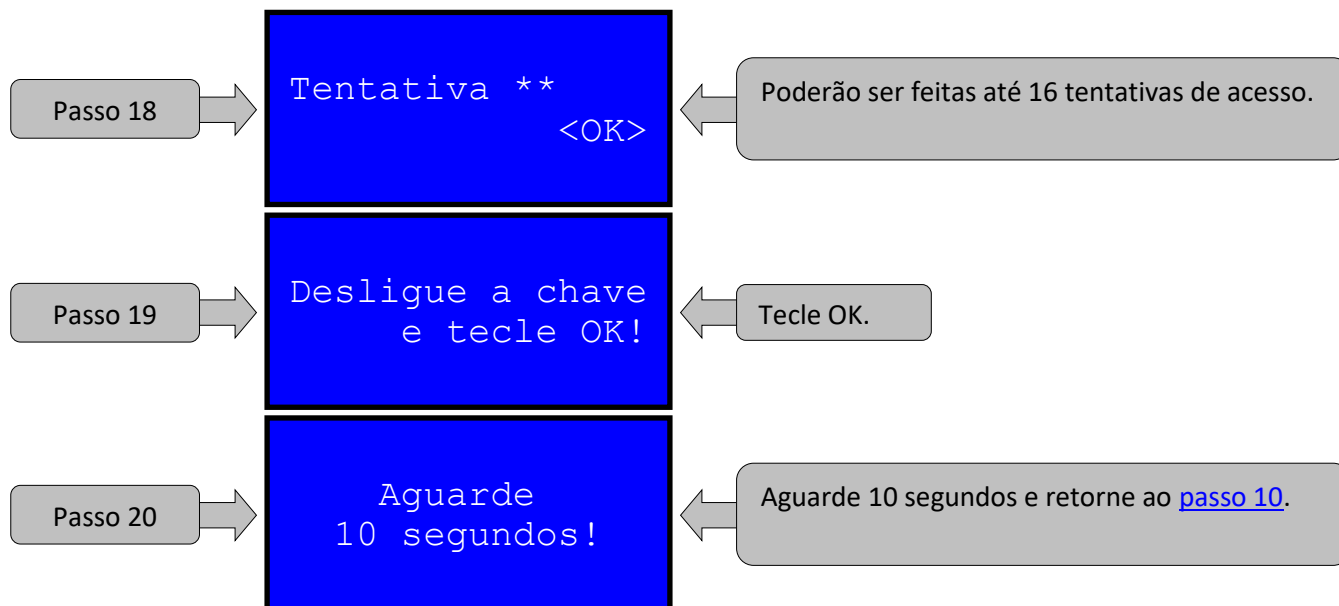 Passo 18
Tentativa **
<OK>
Poderão ser feitas até 16 tentativas de acesso.
Passo 19
Desligue a chave
e tecle OK!
Tecle OK.
Passo 20
Aguarde
10 segundos!
Aguarde 10 segundos e retorne ao passo 10.